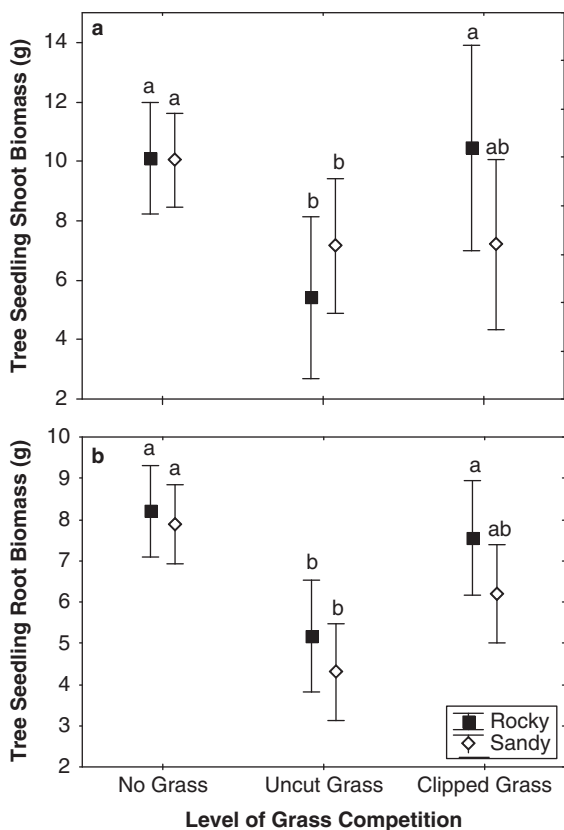 a
Tree Seedling Shoot Biomass (g)
14
12
10
8
6
4
2
a
a
b
b
a
ab
b
Tree Seedling Root Biomass (g)
10
9
8
7
6
5
4
3
2
a
a
b
b
a
ab
Rocky
Sandy
No Grass
Uncut Grass
Clipped Grass
Level of Grass Competition